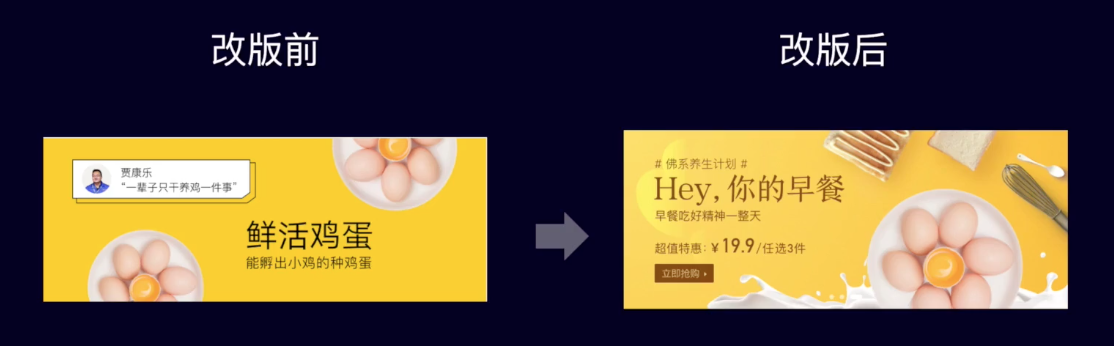 改版前
改版后
贾康乐
“一辈子只干养鸡一件事”
鲜活鸡蛋
能孵出小鸡的种鸡蛋
# 佛系养生计划 #
Hey, 你的早餐
早餐吃好精神一整天
超值特惠：￥19.9/任选3件
立即抢购